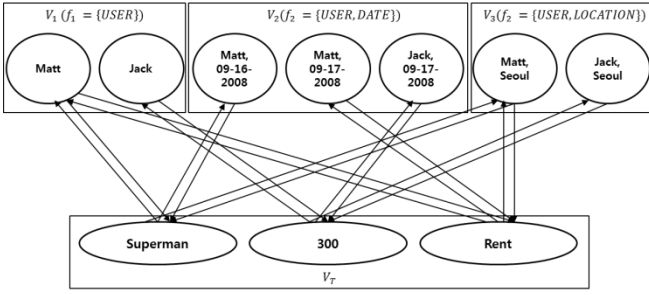 V₁ (f₁ = {USER})
V₂(f₂ = {USER, DATE})
V₃(f₂ = {USER, LOCATION})
Matt
Jack
Matt,
09-16-
2008
Matt,
09-17-
2008
Jack,
09-17-
2008
Matt,
Seoul
Jack,
Seoul
Superman
300
Rent
V_T